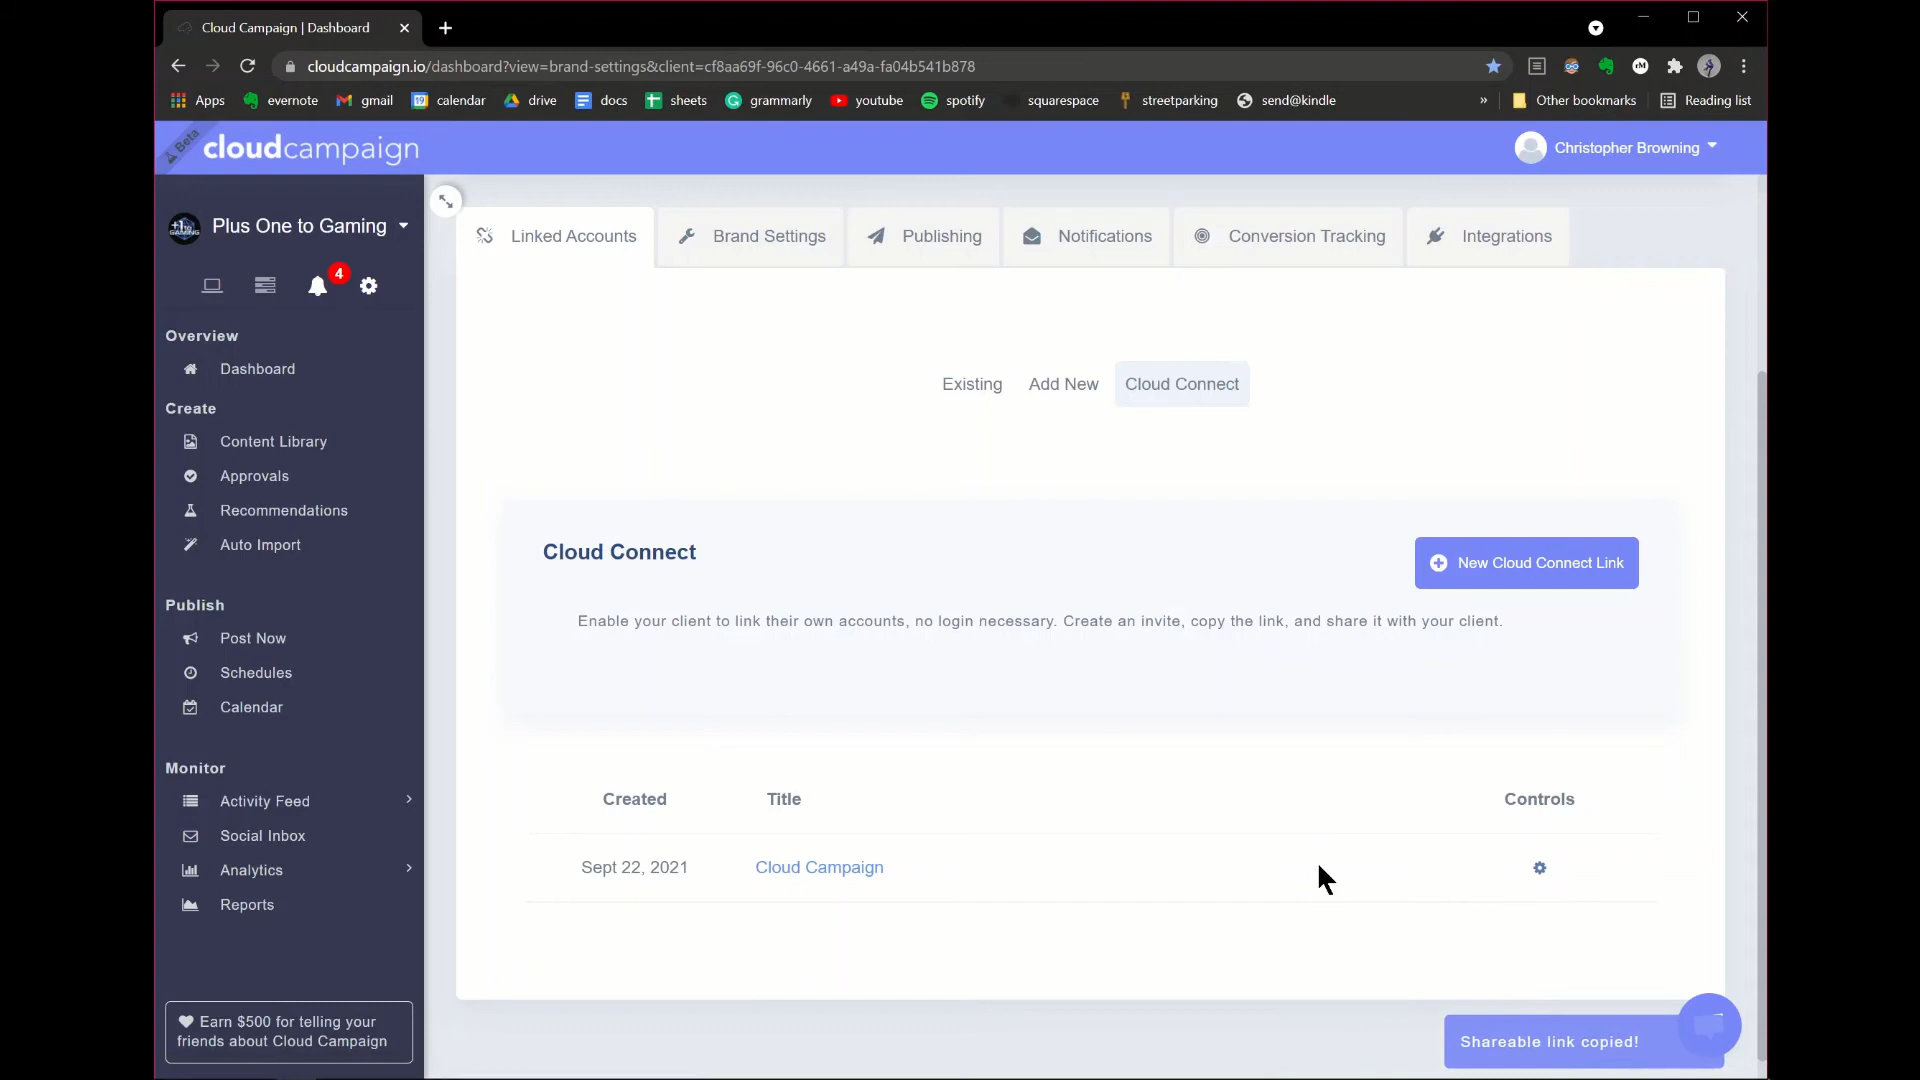 Cloud Campaign | Dashboard
cloudcampaign.io/dashboard?view=brand-settings&client=cf8aa69f-96c0-4661-a49a-fa04b541b878
Apps evernote gmail calendar drive docs sheets grammarly youtube spotify squarespace streetparking send@kindle » Other bookmarks Reading list
Beta
cloudcampaign
Christopher Browning
+1 to GAMING
Plus One to Gaming
4
Overview
Dashboard
Create
Content Library
Approvals
Recommendations
Auto Import
Publish
Post Now
Schedules
Calendar
Monitor
Activity Feed
Social Inbox
Analytics
Reports
Earn $500 for telling your
friends about Cloud Campaign
Linked Accounts Brand Settings Publishing Notifications Conversion Tracking Integrations
Existing Add New Cloud Connect
Cloud Connect
New Cloud Connect Link
Enable your client to link their own accounts, no login necessary. Create an invite, copy the link, and share it with your client.
Created Title Controls
Sept 22, 2021 Cloud Campaign
Shareable link copied!